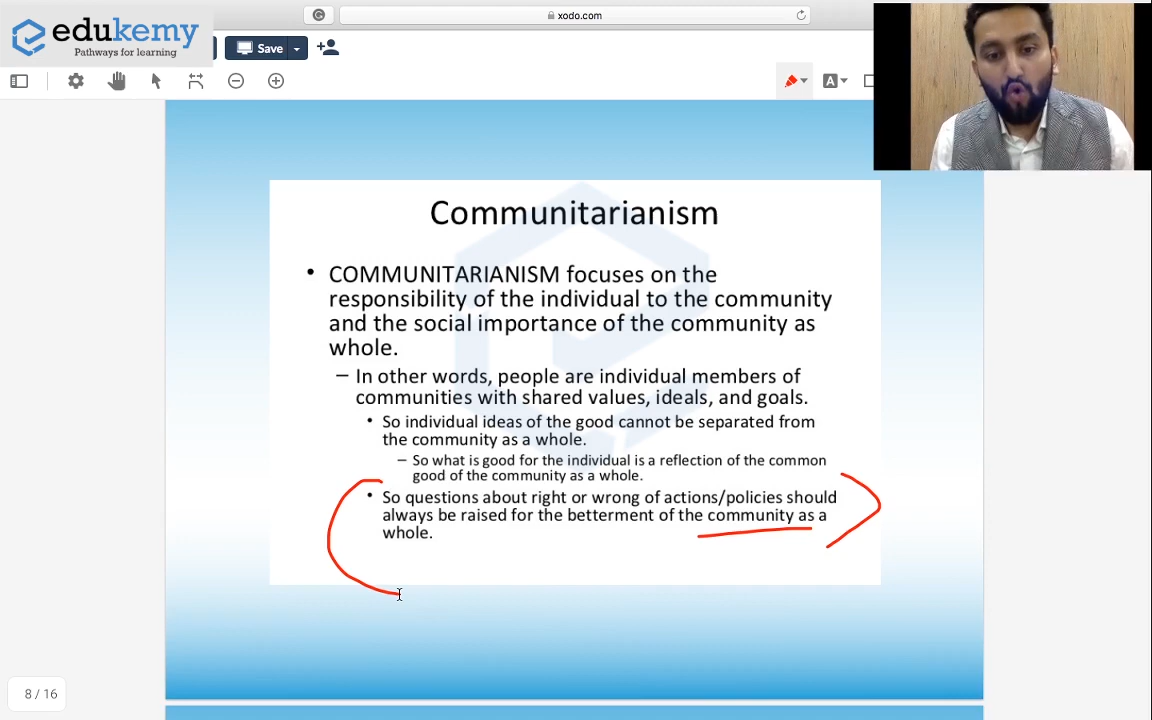 xodo.com
edukemy
Pathways for learning
Save
A
Communitarianism
• COMMUNITARIANISM focuses on the
responsibility of the individual to the community
and the social importance of the community as
whole.
– In other words, people are individual members of
communities with shared values, ideals, and goals.
• So individual ideas of the good cannot be separated from
the community as a whole.
– So what is good for the individual is a reflection of the common
good of the community as a whole.
• So questions about right or wrong of actions/policies should
always be raised for the betterment of the community as a
whole.
8 / 16